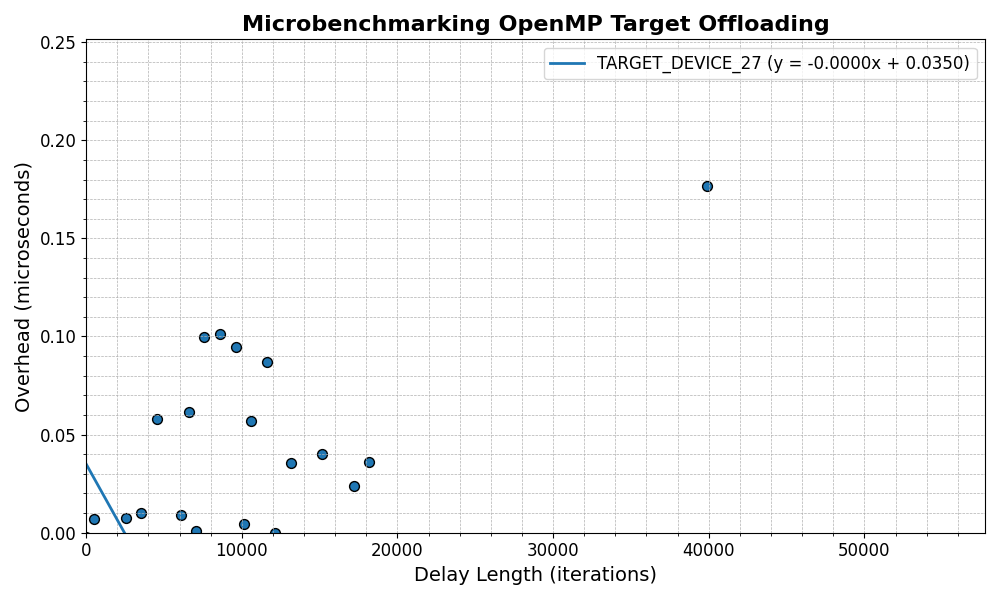 Microbenchmarking OpenMP Target Offloading
TARGET_DEVICE_27 (y = -0.0000x + 0.0350)
Overhead (microseconds)
0.25
0.20
0.15
0.10
0.05
0.00
0 10000 20000 30000 40000 50000
Delay Length (iterations)